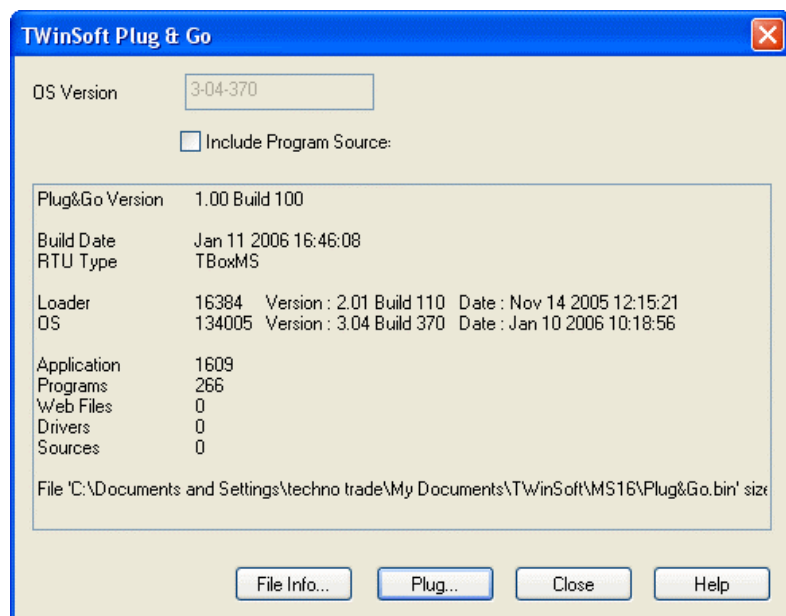 TWinSoft Plug & Go
OS Version 3-04-370
Include Program Source:
Plug&Go Version 1.00 Build 100
Build Date Jan 11 2006 16:46:08
RTU Type TBoxMS
Loader 16384 Version : 2.01 Build 110 Date : Nov 14 2005 12:15:21
OS 134005 Version : 3.04 Build 370 Date : Jan 10 2006 10:18:56
Application 1609
Programs 266
Web Files 0
Drivers 0
Sources 0
File 'C:\Documents and Settings\techno trade\My Documents\TWinSoft\MS16\Plug&Go.bin' size
File Info... Plug... Close Help